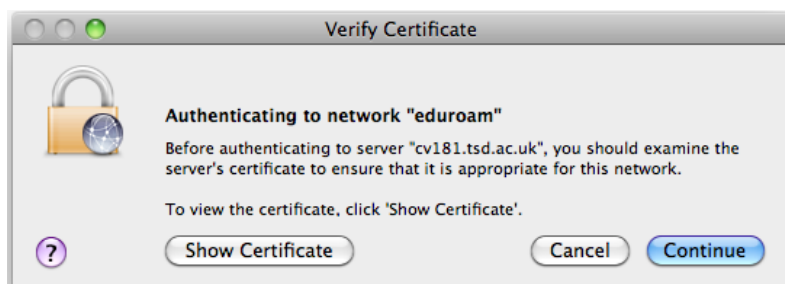 Verify Certificate
Authenticating to network "eduroam"
Before authenticating to server "cv181.tsd.ac.uk", you should examine the
server's certificate to ensure that it is appropriate for this network.
To view the certificate, click 'Show Certificate'.
? Show Certificate Cancel Continue